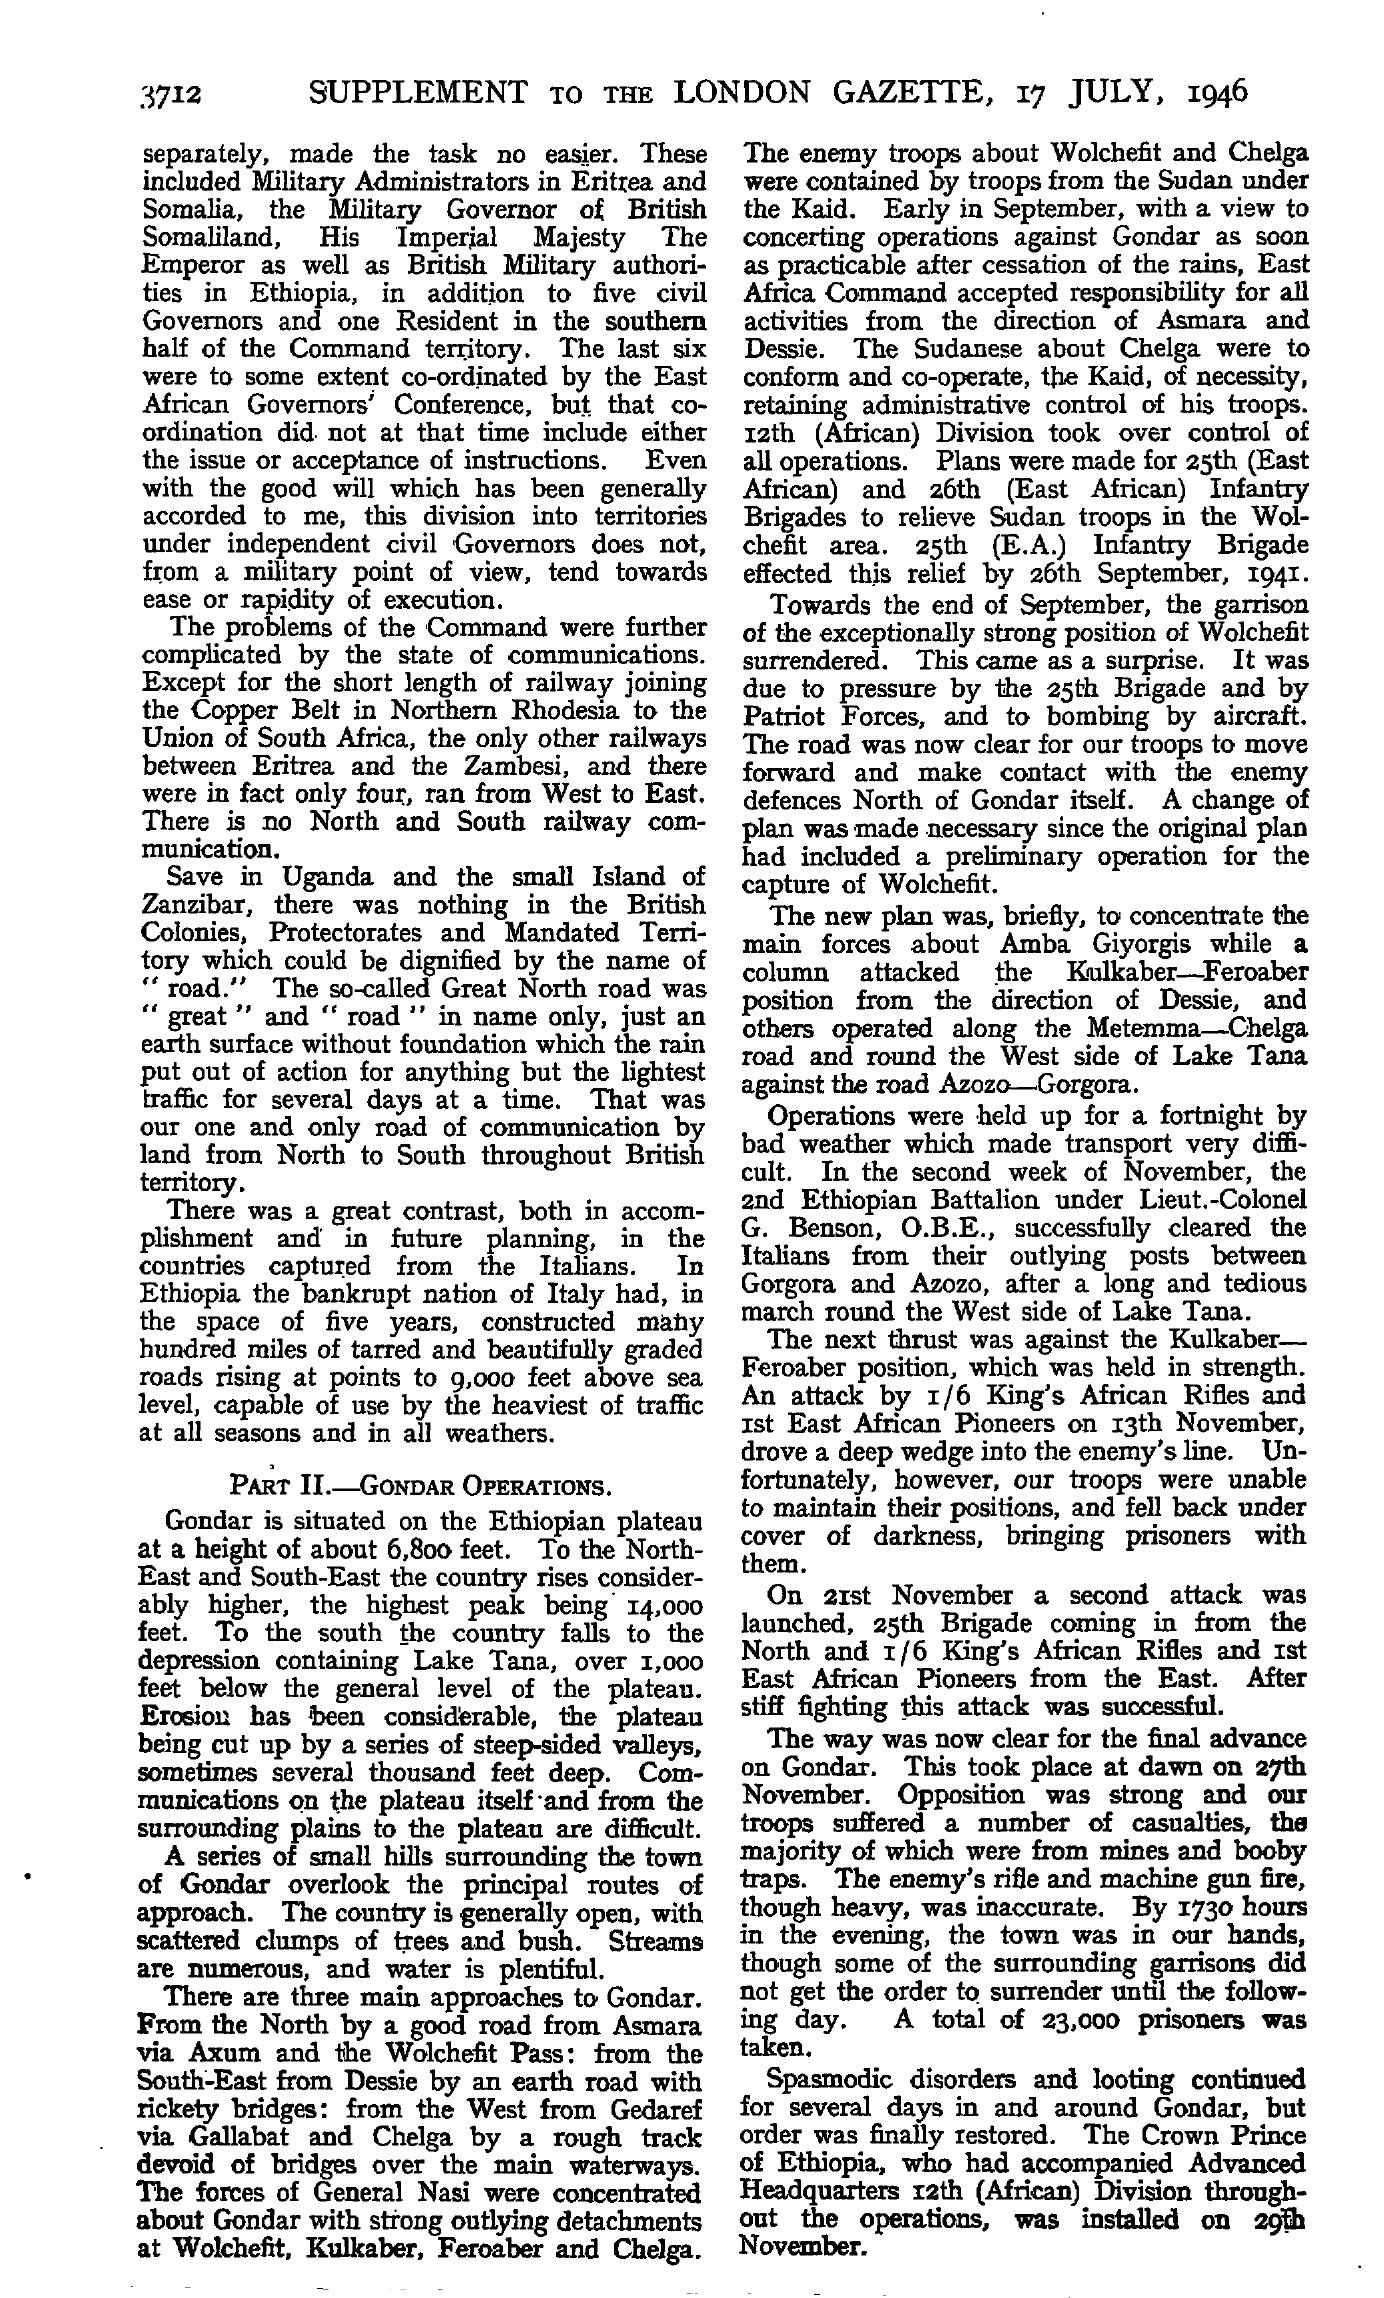 3712 SUPPLEMENT TO THE LONDON GAZETTE, 17 JULY, 1946
separately, made the task no easier. These
included Military Administrators in Eritrea and
Somalia, the Military Governor of British
Somaliland, His Imperial Majesty The
Emperor as well as British Military authori-
ties in Ethiopia, in addition to five civil
Governors and one Resident in the southern
half of the Command territory. The last six
were to some extent co-ordinated by the East
African Governors' Conference, but that co-
ordination did not at that time include either
the issue or acceptance of instructions. Even
with the good will which has been generally
accorded to me, this division into territories
under independent civil Governors does not,
from a military point of view, tend towards
ease or rapidity of execution.
The problems of the Command were further
complicated by the state of communications.
Except for the short length of railway joining
the Copper Belt in Northern Rhodesia to the
Union of South Africa, the only other railways
between Eritrea and the Zambesi, and there
were in fact only four, ran from West to East.
There is no North and South railway com-
munication.
Save in Uganda and the small Island of
Zanzibar, there was nothing in the British
Colonies, Protectorates and Mandated Terri-
tory which could be dignified by the name of
" road." The so-called Great North road was
" great " and " road " in name only, just an
earth surface without foundation which the rain
put out of action for anything but the lightest
traffic for several days at a time. That was
our one and only road of communication by
land from North to South throughout British
territory.
There was a great contrast, both in accom-
plishment and in future planning, in the
countries captured from the Italians. In
Ethiopia the bankrupt nation of Italy had, in
the space of five years, constructed many
hundred miles of tarred and beautifully graded
roads rising at points to 9,000 feet above sea
level, capable of use by the heaviest of traffic
at all seasons and in all weathers.
PART II.—GONDAR OPERATIONS.
Gondar is situated on the Ethiopian plateau
at a height of about 6,800 feet. To the North-
East and South-East the country rises consider-
ably higher, the highest peak being 14,000
feet. To the south the country falls to the
depression containing Lake Tana, over 1,000
feet below the general level of the plateau.
Erosion has been considerable, the plateau
being cut up by a series of steep-sided valleys,
sometimes several thousand feet deep. Com-
munications on the plateau itself and from the
surrounding plains to the plateau are difficult.
A series of small hills surrounding the town
of Gondar overlook the principal routes of
approach. The country is generally open, with
scattered clumps of trees and bush. Streams
are numerous, and water is plentiful.
There are three main approaches to Gondar.
From the North by a good road from Asmara
via Axum and the Wolchefit Pass: from the
South-East from Dessie by an earth road with
rickety bridges: from the West from Gedaref
via Gallabat and Chelga by a rough track
devoid of bridges over the main waterways.
The forces of General Nasi were concentrated
about Gondar with strong outlying detachments
at Wolchefit, Kulkaber, Feroaber and Chelga.
The enemy troops about Wolchefit and Chelga
were contained by troops from the Sudan under
the Kaid. Early in September, with a view to
concerting operations against Gondar as soon
as practicable after cessation of the rains, East
Africa Command accepted responsibility for all
activities from the direction of Asmara and
Dessie. The Sudanese about Chelga were to
conform and co-operate, the Kaid, of necessity,
retaining administrative control of his troops.
12th (African) Division took over control of
all operations. Plans were made for 25th (East
African) and 26th (East African) Infantry
Brigades to relieve Sudan troops in the Wol-
chefit area. 25th (E.A.) Infantry Brigade
effected this relief by 26th September, 1941.
Towards the end of September, the garrison
of the exceptionally strong position of Wolchefit
surrendered. This came as a surprise. It was
due to pressure by the 25th Brigade and by
Patriot Forces, and to bombing by aircraft.
The road was now clear for our troops to move
forward and make contact with the enemy
defences North of Gondar itself. A change of
plan was made necessary since the original plan
had included a preliminary operation for the
capture of Wolchefit.
The new plan was, briefly, to concentrate the
main forces about Amba Giyorgis while a
column attacked the Kulkaber—Feroaber
position from the direction of Dessie, and
others operated along the Metemma—Chelga
road and round the West side of Lake Tana
against the road Azozo—Gorgora.
Operations were held up for a fortnight by
bad weather which made transport very diffi-
cult. In the second week of November, the
2nd Ethiopian Battalion under Lieut.-Colonel
G. Benson, O.B.E., successfully cleared the
Italians from their outlying posts between
Gorgora and Azozo, after a long and tedious
march round the West side of Lake Tana.
The next thrust was against the Kulkaber—
Feroaber position, which was held in strength.
An attack by 1/6 King's African Rifles and
1st East African Pioneers on 13th November,
drove a deep wedge into the enemy's line. Un-
fortunately, however, our troops were unable
to maintain their positions, and fell back under
cover of darkness, bringing prisoners with
them.
On 21st November a second attack was
launched, 25th Brigade coming in from the
North and 1/6 King's African Rifles and 1st
East African Pioneers from the East. After
stiff fighting this attack was successful.
The way was now clear for the final advance
on Gondar. This took place at dawn on 27th
November. Opposition was strong and our
troops suffered a number of casualties, the
majority of which were from mines and booby
traps. The enemy's rifle and machine gun fire,
though heavy, was inaccurate. By 1730 hours
in the evening, the town was in our hands,
though some of the surrounding garrisons did
not get the order to surrender until the follow-
ing day. A total of 23,000 prisoners was
taken.
Spasmodic disorders and looting continued
for several days in and around Gondar, but
order was finally restored. The Crown Prince
of Ethiopia, who had accompanied Advanced
Headquarters 12th (African) Division through-
out the operations, was installed on 29th
November.